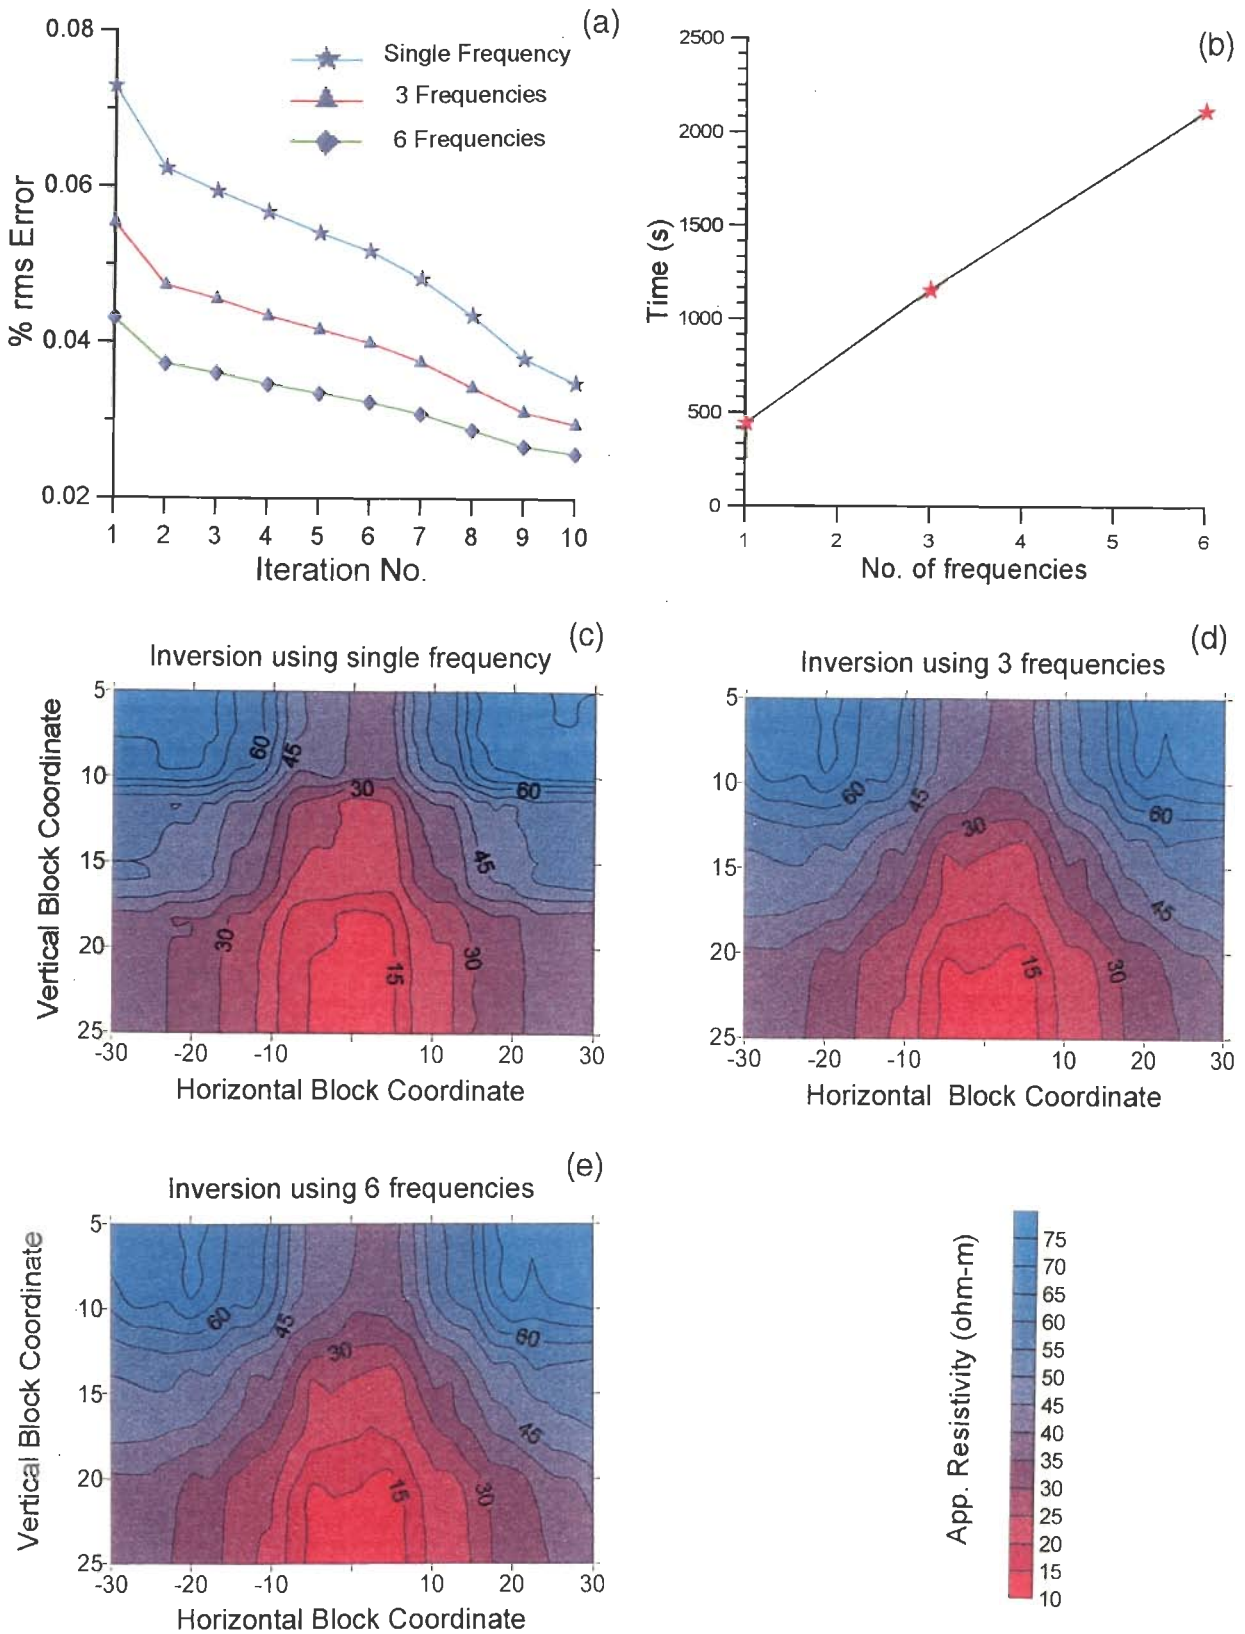 (a)
0.08
0.06
0.04
0.02
% rms Error
Single Frequency
3 Frequencies
6 Frequencies
1 2 3 4 5 6 7 8 9 10
Iteration No.
(b)
2500
2000
1500
1000
500
0
Time (s)
1 2 3 4 5 6
No. of frequencies
(c)
Inversion using single frequency
5
10
15
20
25
Vertical Block Coordinate
60
45
30
60
45
30
15
30
-30 -20 -10 10 20 30
Horizontal Block Coordinate
(d)
Inversion using 3 frequencies
5
10
15
20
25
60
45
30
60
45
15
30
-30 -20 -10 10 20 30
Horizontal Block Coordinate
(e)
Inversion using 6 frequencies
5
10
15
20
25
Vertical Block Coordinate
60
45
30
60
45
15
30
-30 -20 -10 10 20 30
Horizontal Block Coordinate
App. Resistivity (ohm-m)
75
70
65
60
55
50
45
40
35
30
25
20
15
10